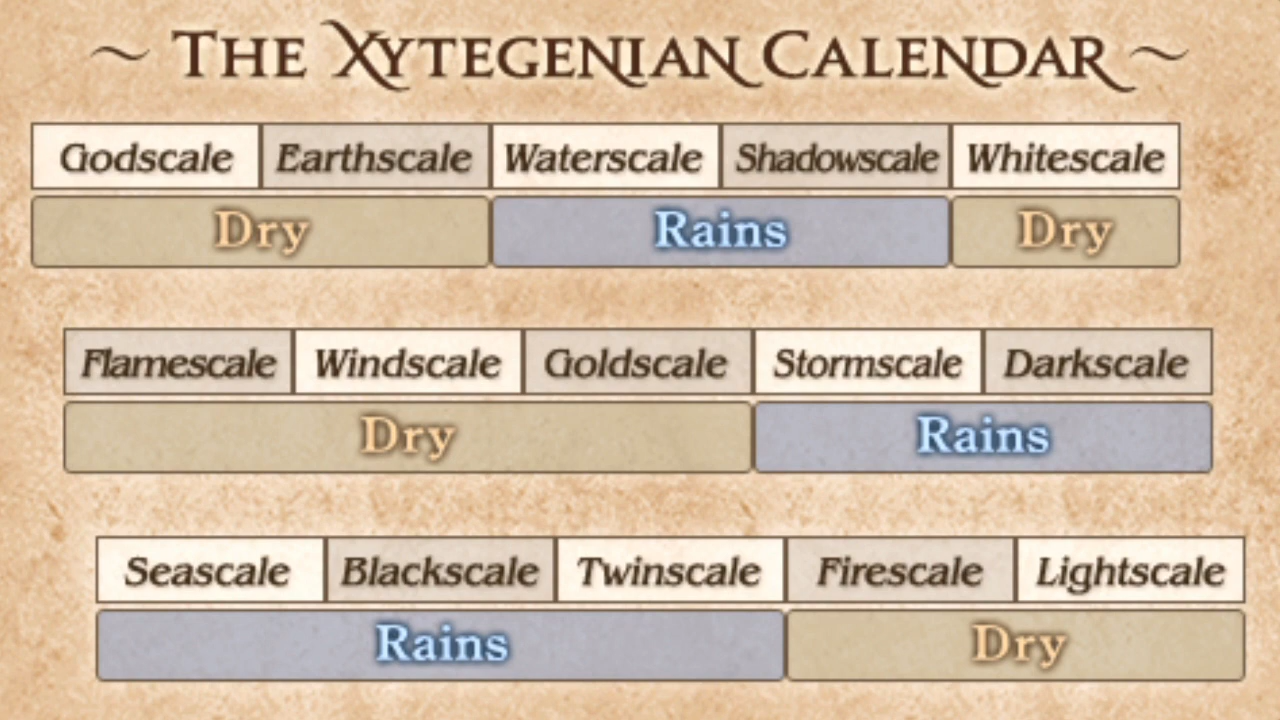 ~ The Xytegenian Calendar ~
Godscale Earthscale Waterscale Shadowscale Whitescale
Dry Rains Dry
Flamescale Windscale Goldscale Stormscale Darkscale
Dry Rains
Seascale Blackscale Twinscale Firescale Lightscale
Rains Dry